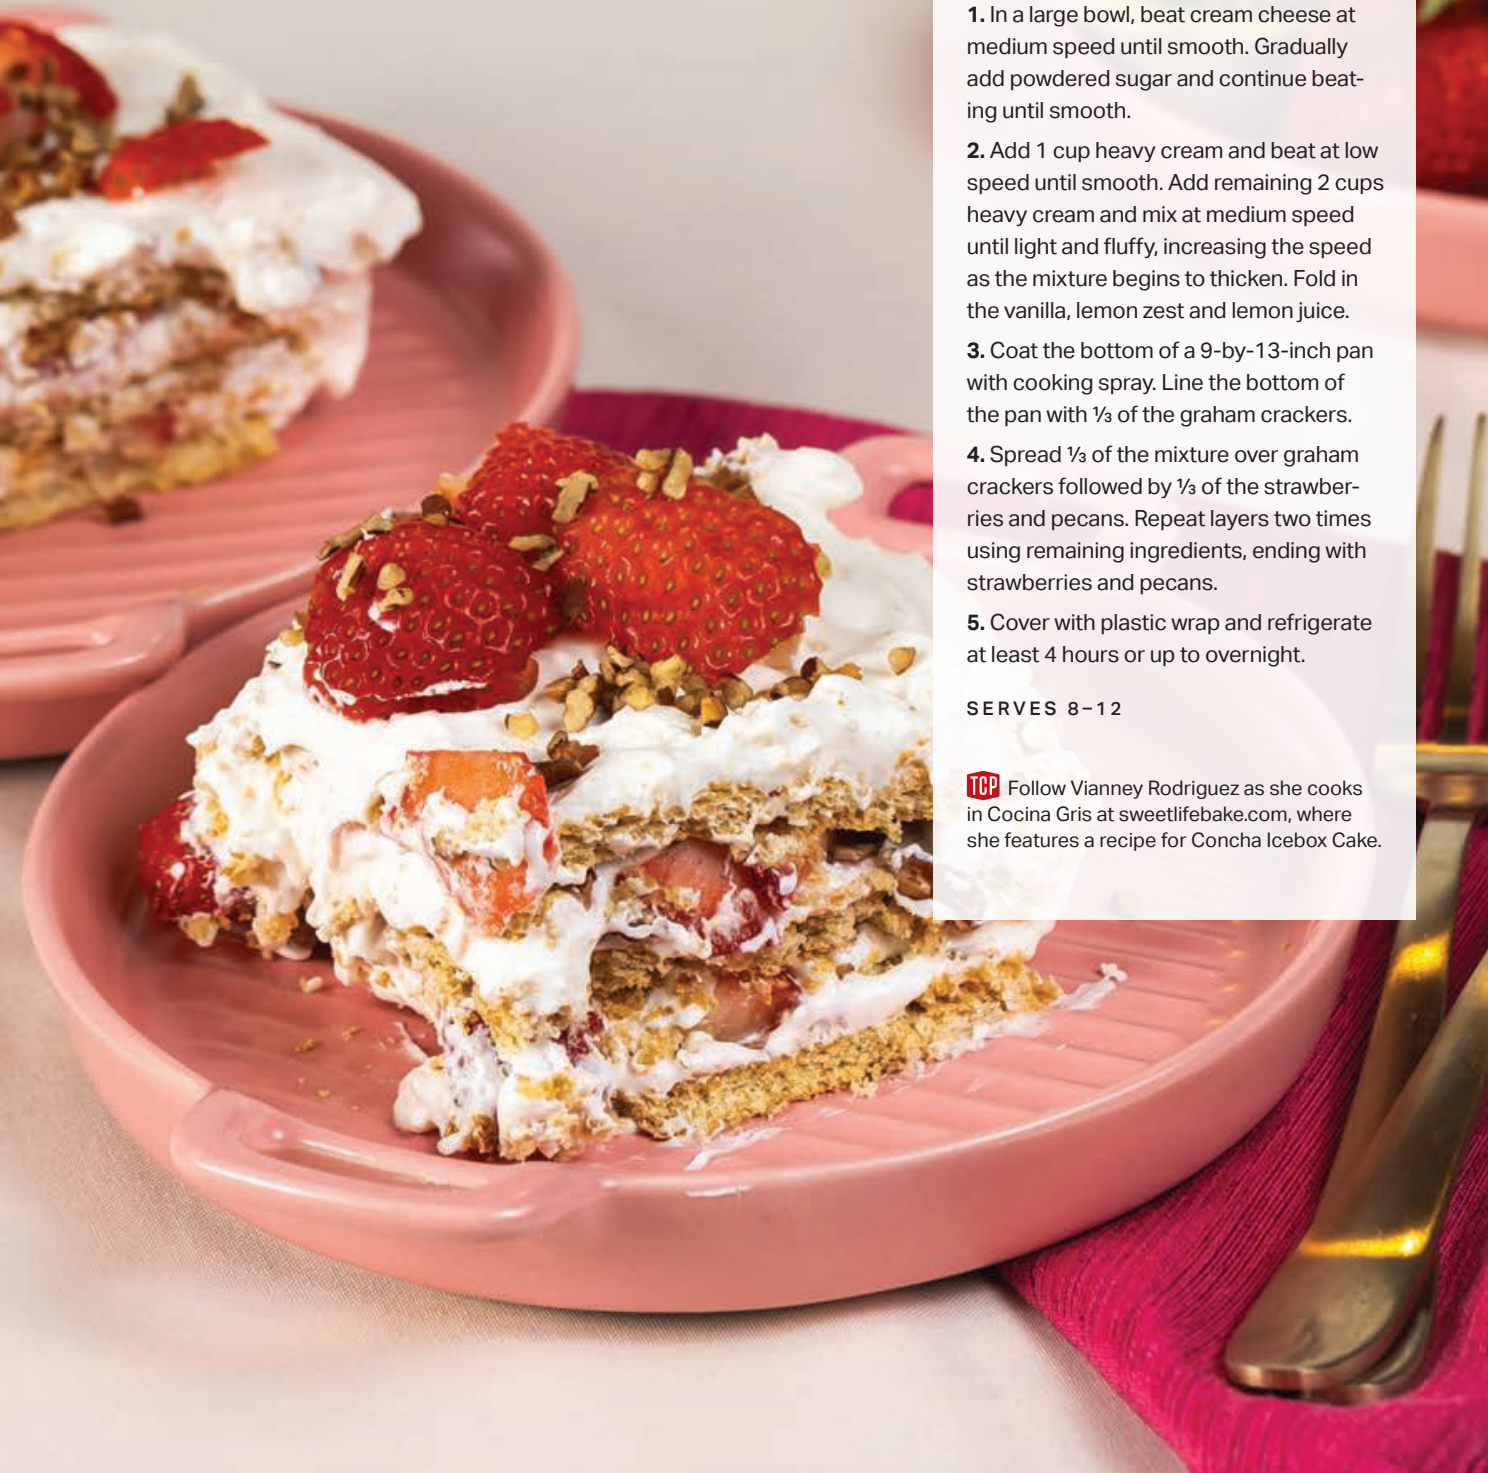 1. In a large bowl, beat cream cheese at
medium speed until smooth. Gradually
add powdered sugar and continue beat-
ing until smooth.
2. Add 1 cup heavy cream and beat at low
speed until smooth. Add remaining 2 cups
heavy cream and mix at medium speed
until light and fluffy, increasing the speed
as the mixture begins to thicken. Fold in
the vanilla, lemon zest and lemon juice.
3. Coat the bottom of a 9-by-13-inch pan
with cooking spray. Line the bottom of
the pan with ⅓ of the graham crackers.
4. Spread ⅓ of the mixture over graham
crackers followed by ⅓ of the strawber-
ries and pecans. Repeat layers two times
using remaining ingredients, ending with
strawberries and pecans.
5. Cover with plastic wrap and refrigerate
at least 4 hours or up to overnight.
SERVES 8–12
TCP Follow Vianney Rodriguez as she cooks
in Cocina Gris at sweetlifebake.com, where
she features a recipe for Concha Icebox Cake.